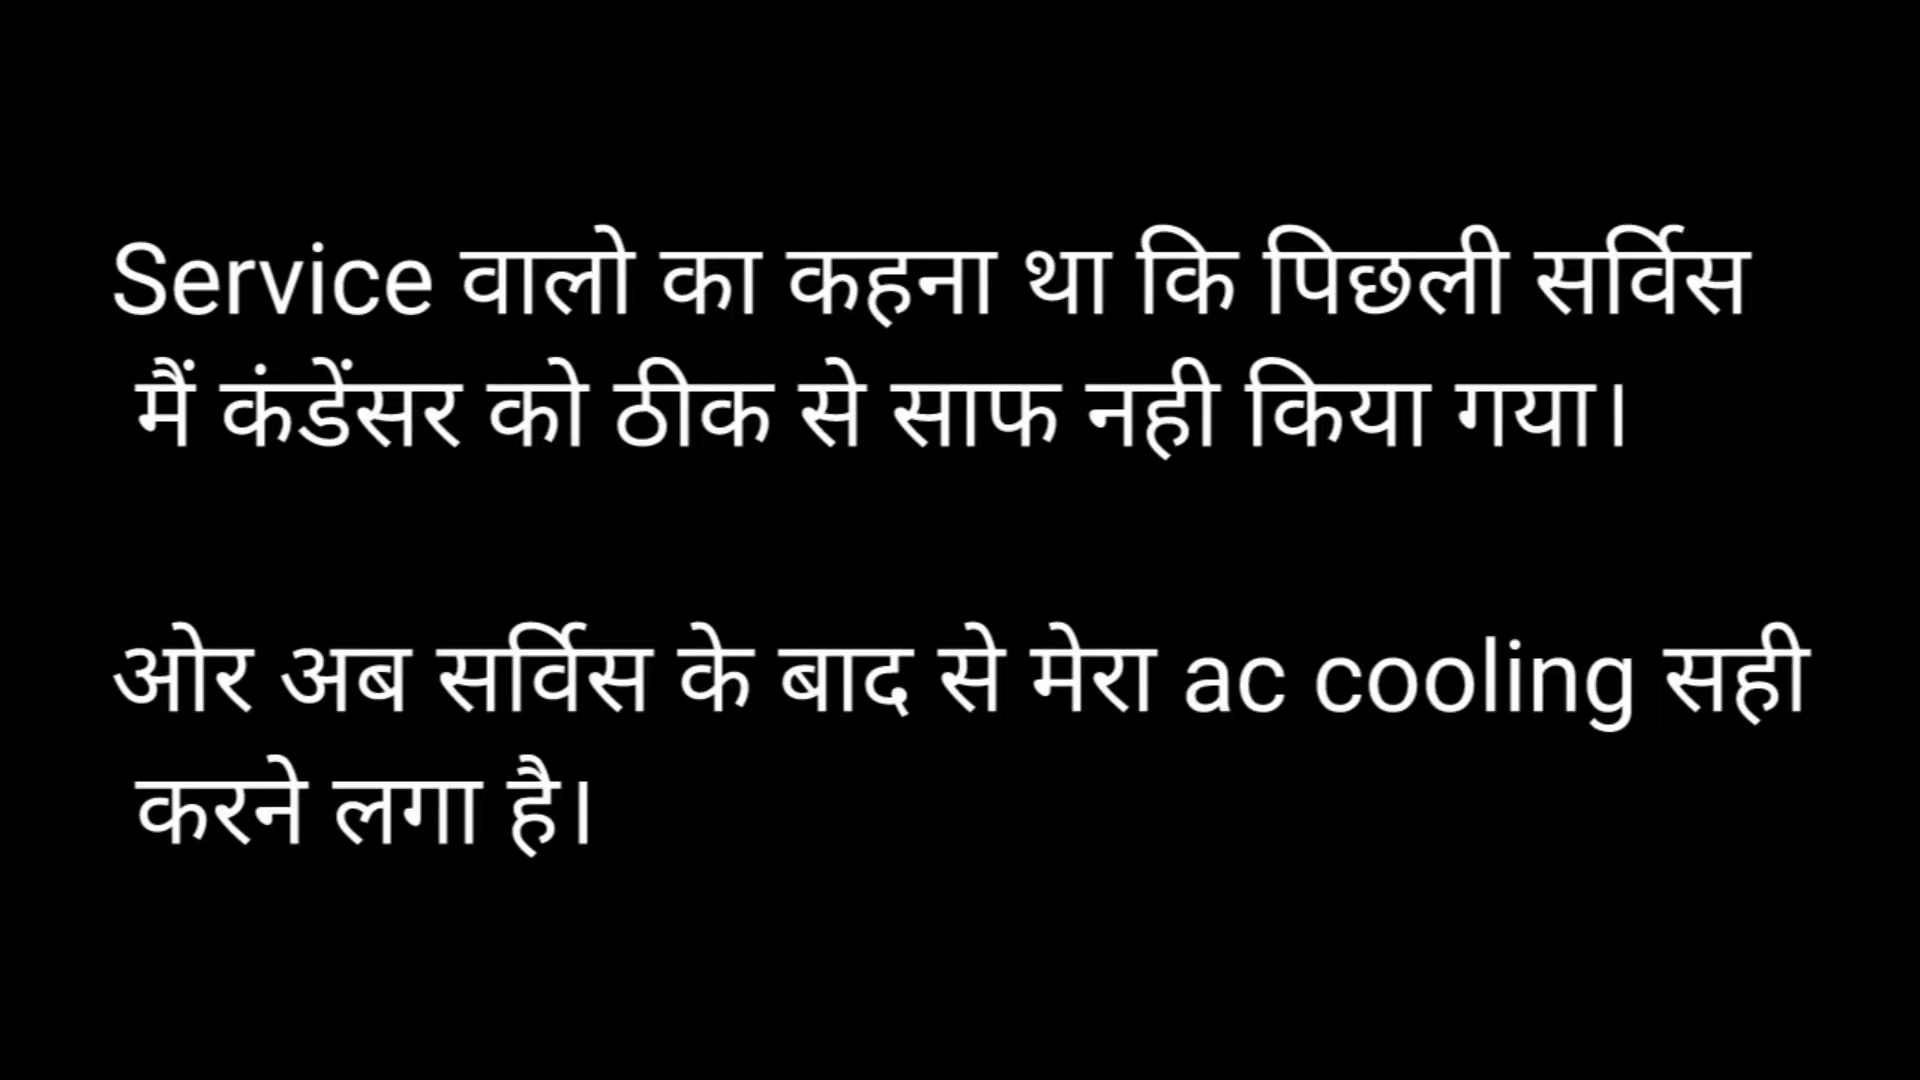 Service वालो का कहना था कि पिछली सर्विस
मैं कंडेंसर को ठीक से साफ नही किया गया।
ओर अब सर्विस के बाद से मेरा ac cooling सही
करने लगा है।